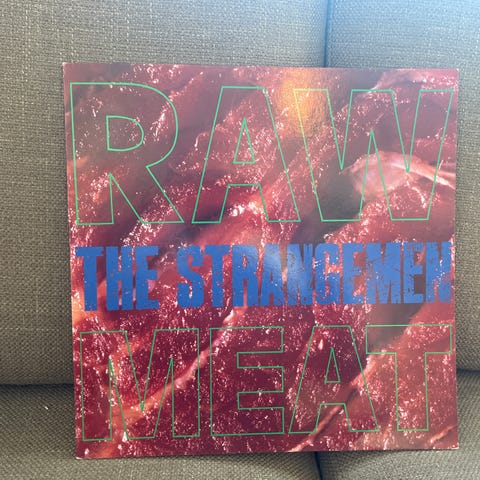 RAW
THE STRANGEMEN
MEAT